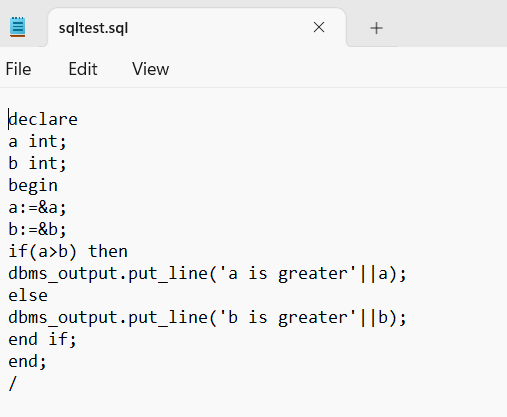 sqltest.sql
File Edit View
declare
a int;
b int;
begin
a:=&a;
b:=&b;
if(a>b) then
dbms_output.put_line('a is greater'||a);
else
dbms_output.put_line('b is greater'||b);
end if;
end;
/